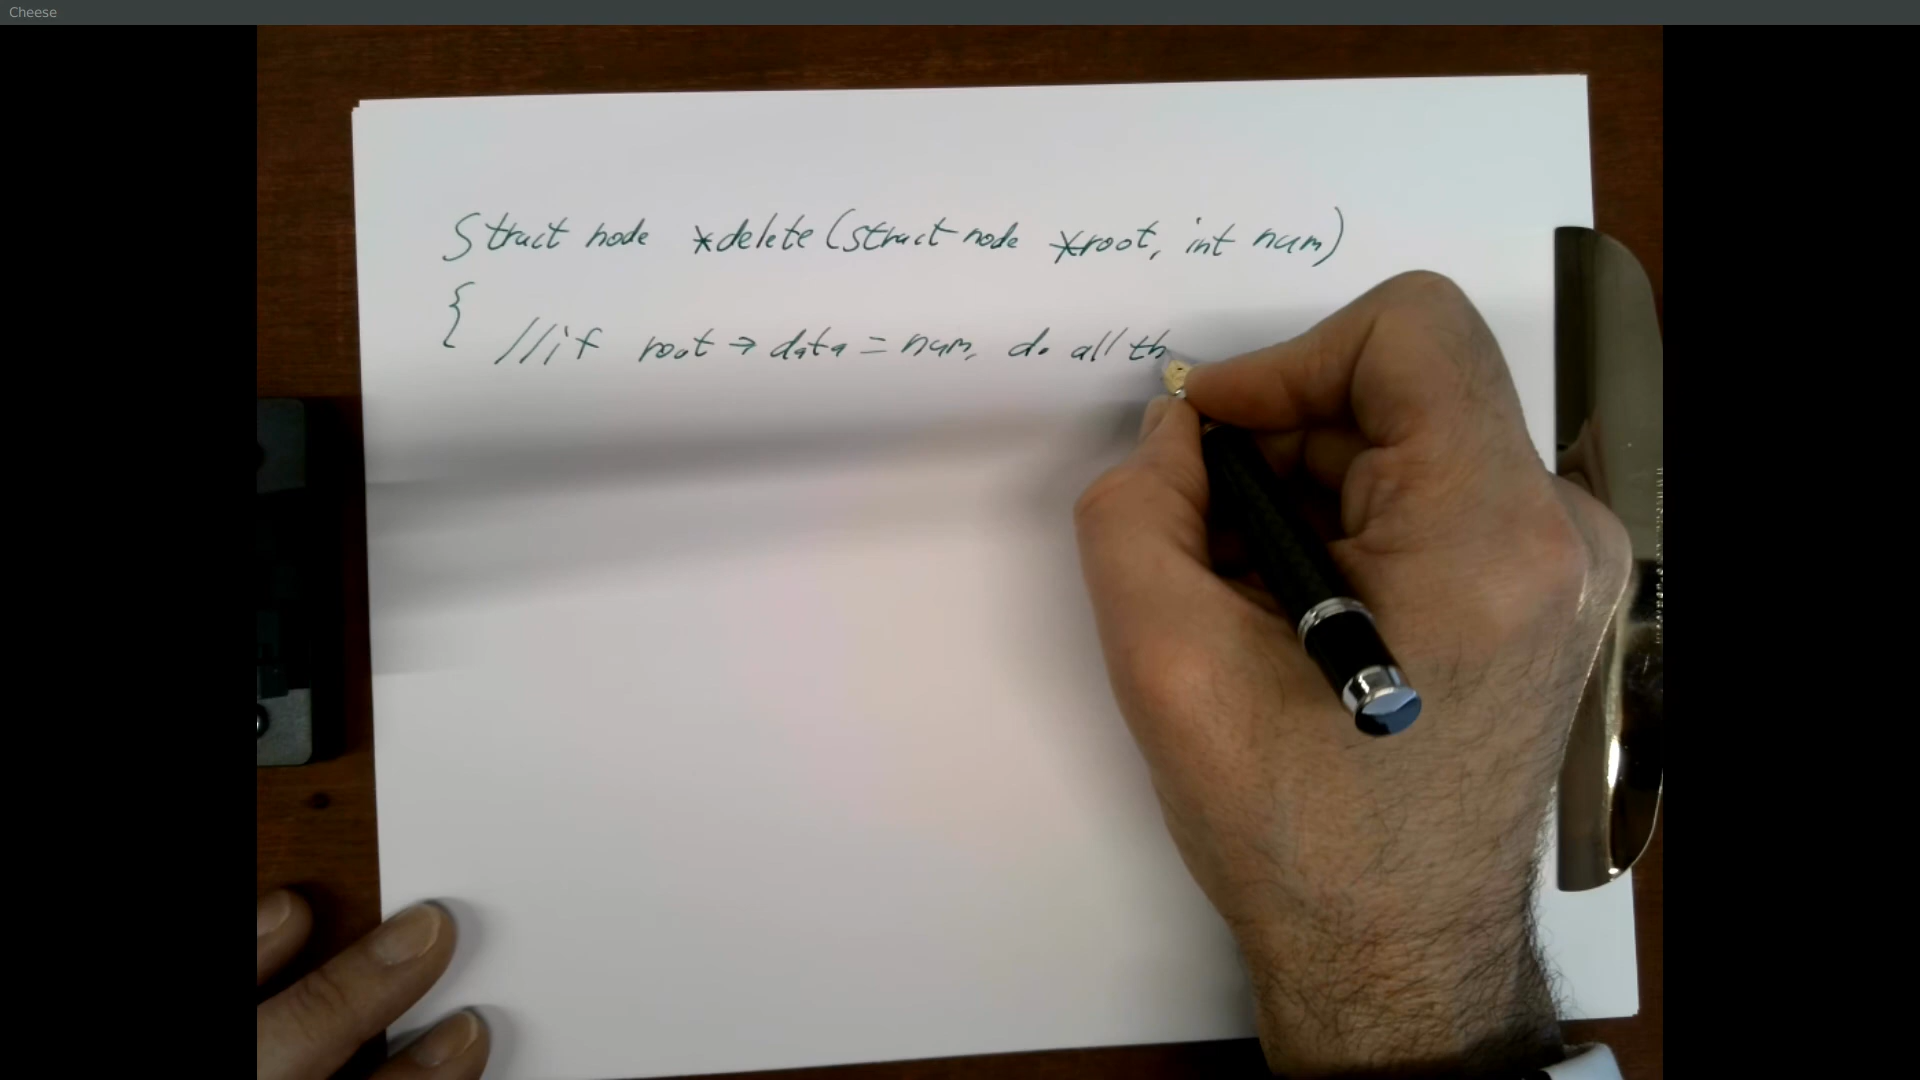 Cheese
Struct node *delete(struct node *root, int num)
{
//if root → data = num, do all th